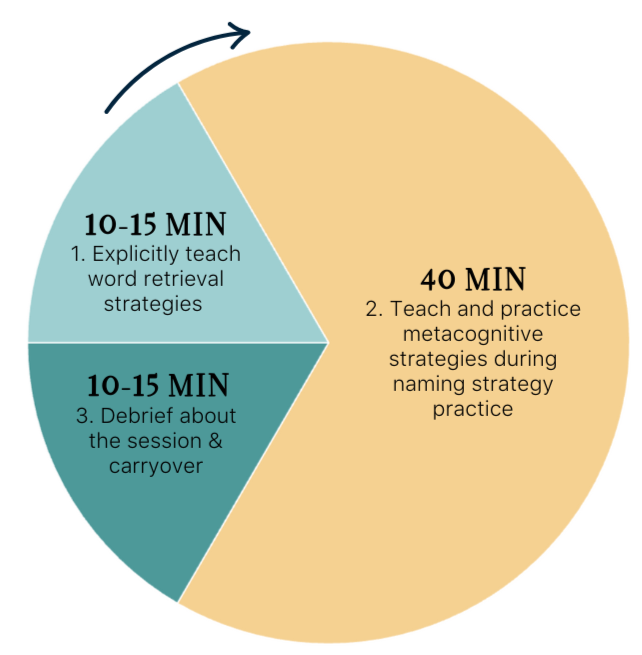 10-15 MIN
1. Explicitly teach
word retrieval
strategies
40 MIN
2. Teach and practice
metacognitive
strategies during
naming strategy
practice
10-15 MIN
3. Debrief about
the session &
carryover